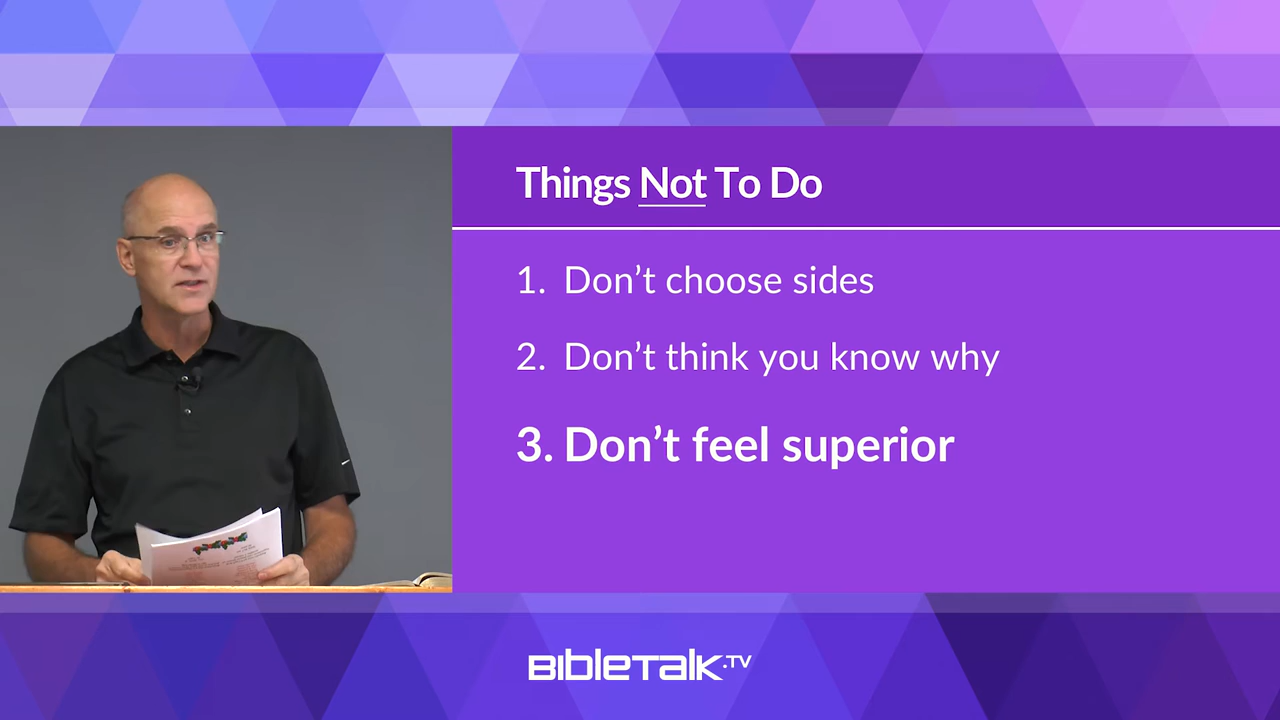 Things Not To Do
1. Don’t choose sides
2. Don’t think you know why
3. Don’t feel superior
BIBLETALK.TV